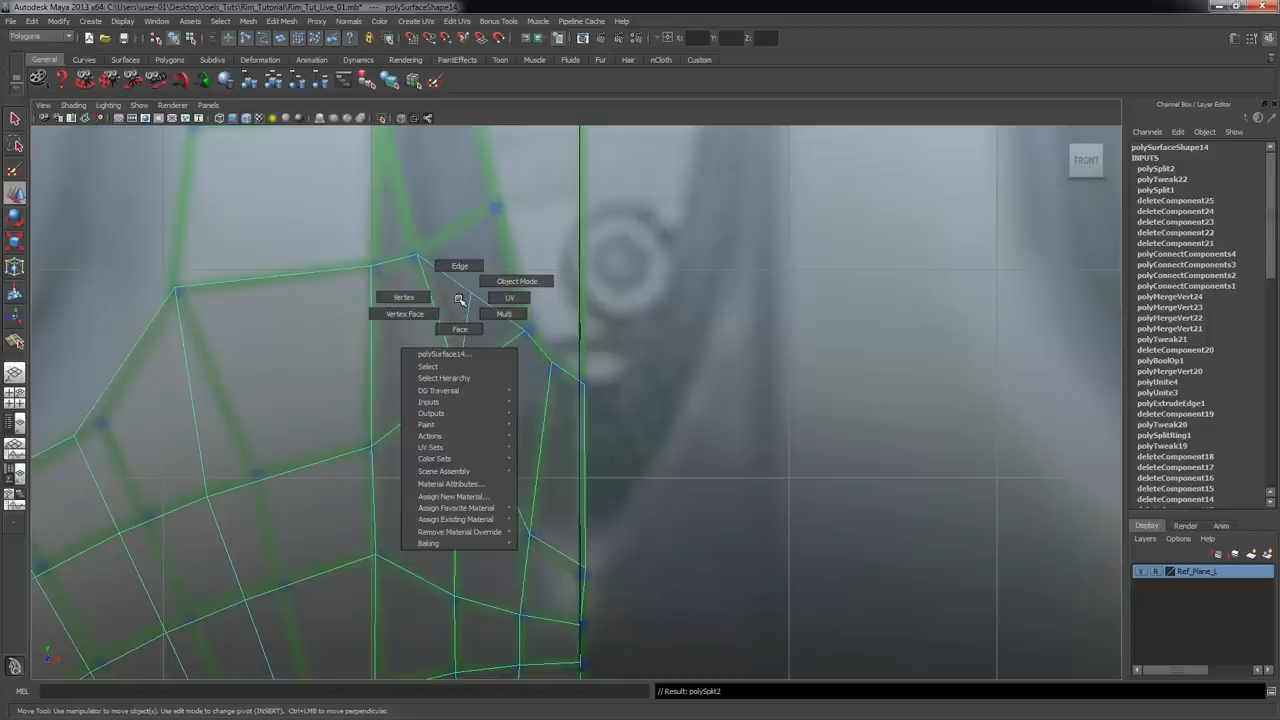 Autodesk Maya 2013 x64: C:\Users\user-01\Desktop\Joels_Tuts\Rim_Tutorial\Rim_Tut_Live_01.mb* --- polySurfaceShape14
File Edit Modify Create Display Window Assets Select Mesh Edit Mesh Proxy Normals Color Create UVs Edit UVs Bonus Tools Muscle Pipeline Cache Help
Polygons X: Y: Z:
General Curves Surfaces Polygons Subdivs Deformation Animation Dynamics Rendering PaintEffects Toon Muscle Fluids Fur Hair nCloth Custom
View Shading Lighting Show Renderer Panels
Channel Box / Layer Editor
Channels Edit Object Show
polySurfaceShape14
INPUTS
polySplit2
polyTweak22
polySplit1
deleteComponent25
deleteComponent24
deleteComponent23
deleteComponent22
deleteComponent21
polyConnectComponents4
polyConnectComponents3
polyConnectComponents2
polyConnectComponents1
polyMergeVert24
polyMergeVert23
polyMergeVert22
polyMergeVert21
polyTweak21
deleteComponent20
polyBoolOp1
polyMergeVert20
polyUnite4
polyUnite3
polyExtrudeEdge1
deleteComponent19
polyTweak20
polySplitRing1
polyTweak19
deleteComponent18
deleteComponent17
deleteComponent16
deleteComponent15
deleteComponent14
FRONT
Edge
Object Mode
Vertex
UV
Vertex Face
Multi
Face
polySurface14...
Select
Select Hierarchy
DG Traversal
Inputs
Outputs
Paint
Actions
UV Sets
Color Sets
Scene Assembly
Material Attributes...
Assign New Material...
Assign Favorite Material
Assign Existing Material
Remove Material Override
Baking
Display Render Anim
Layers Options Help
V R Ref_Plane_L
MEL
// Result: polySplit2
Move Tool: Use manipulator to move object(s). Use edit mode to change pivot (INSERT). Ctrl+LMB to move perpendicular.